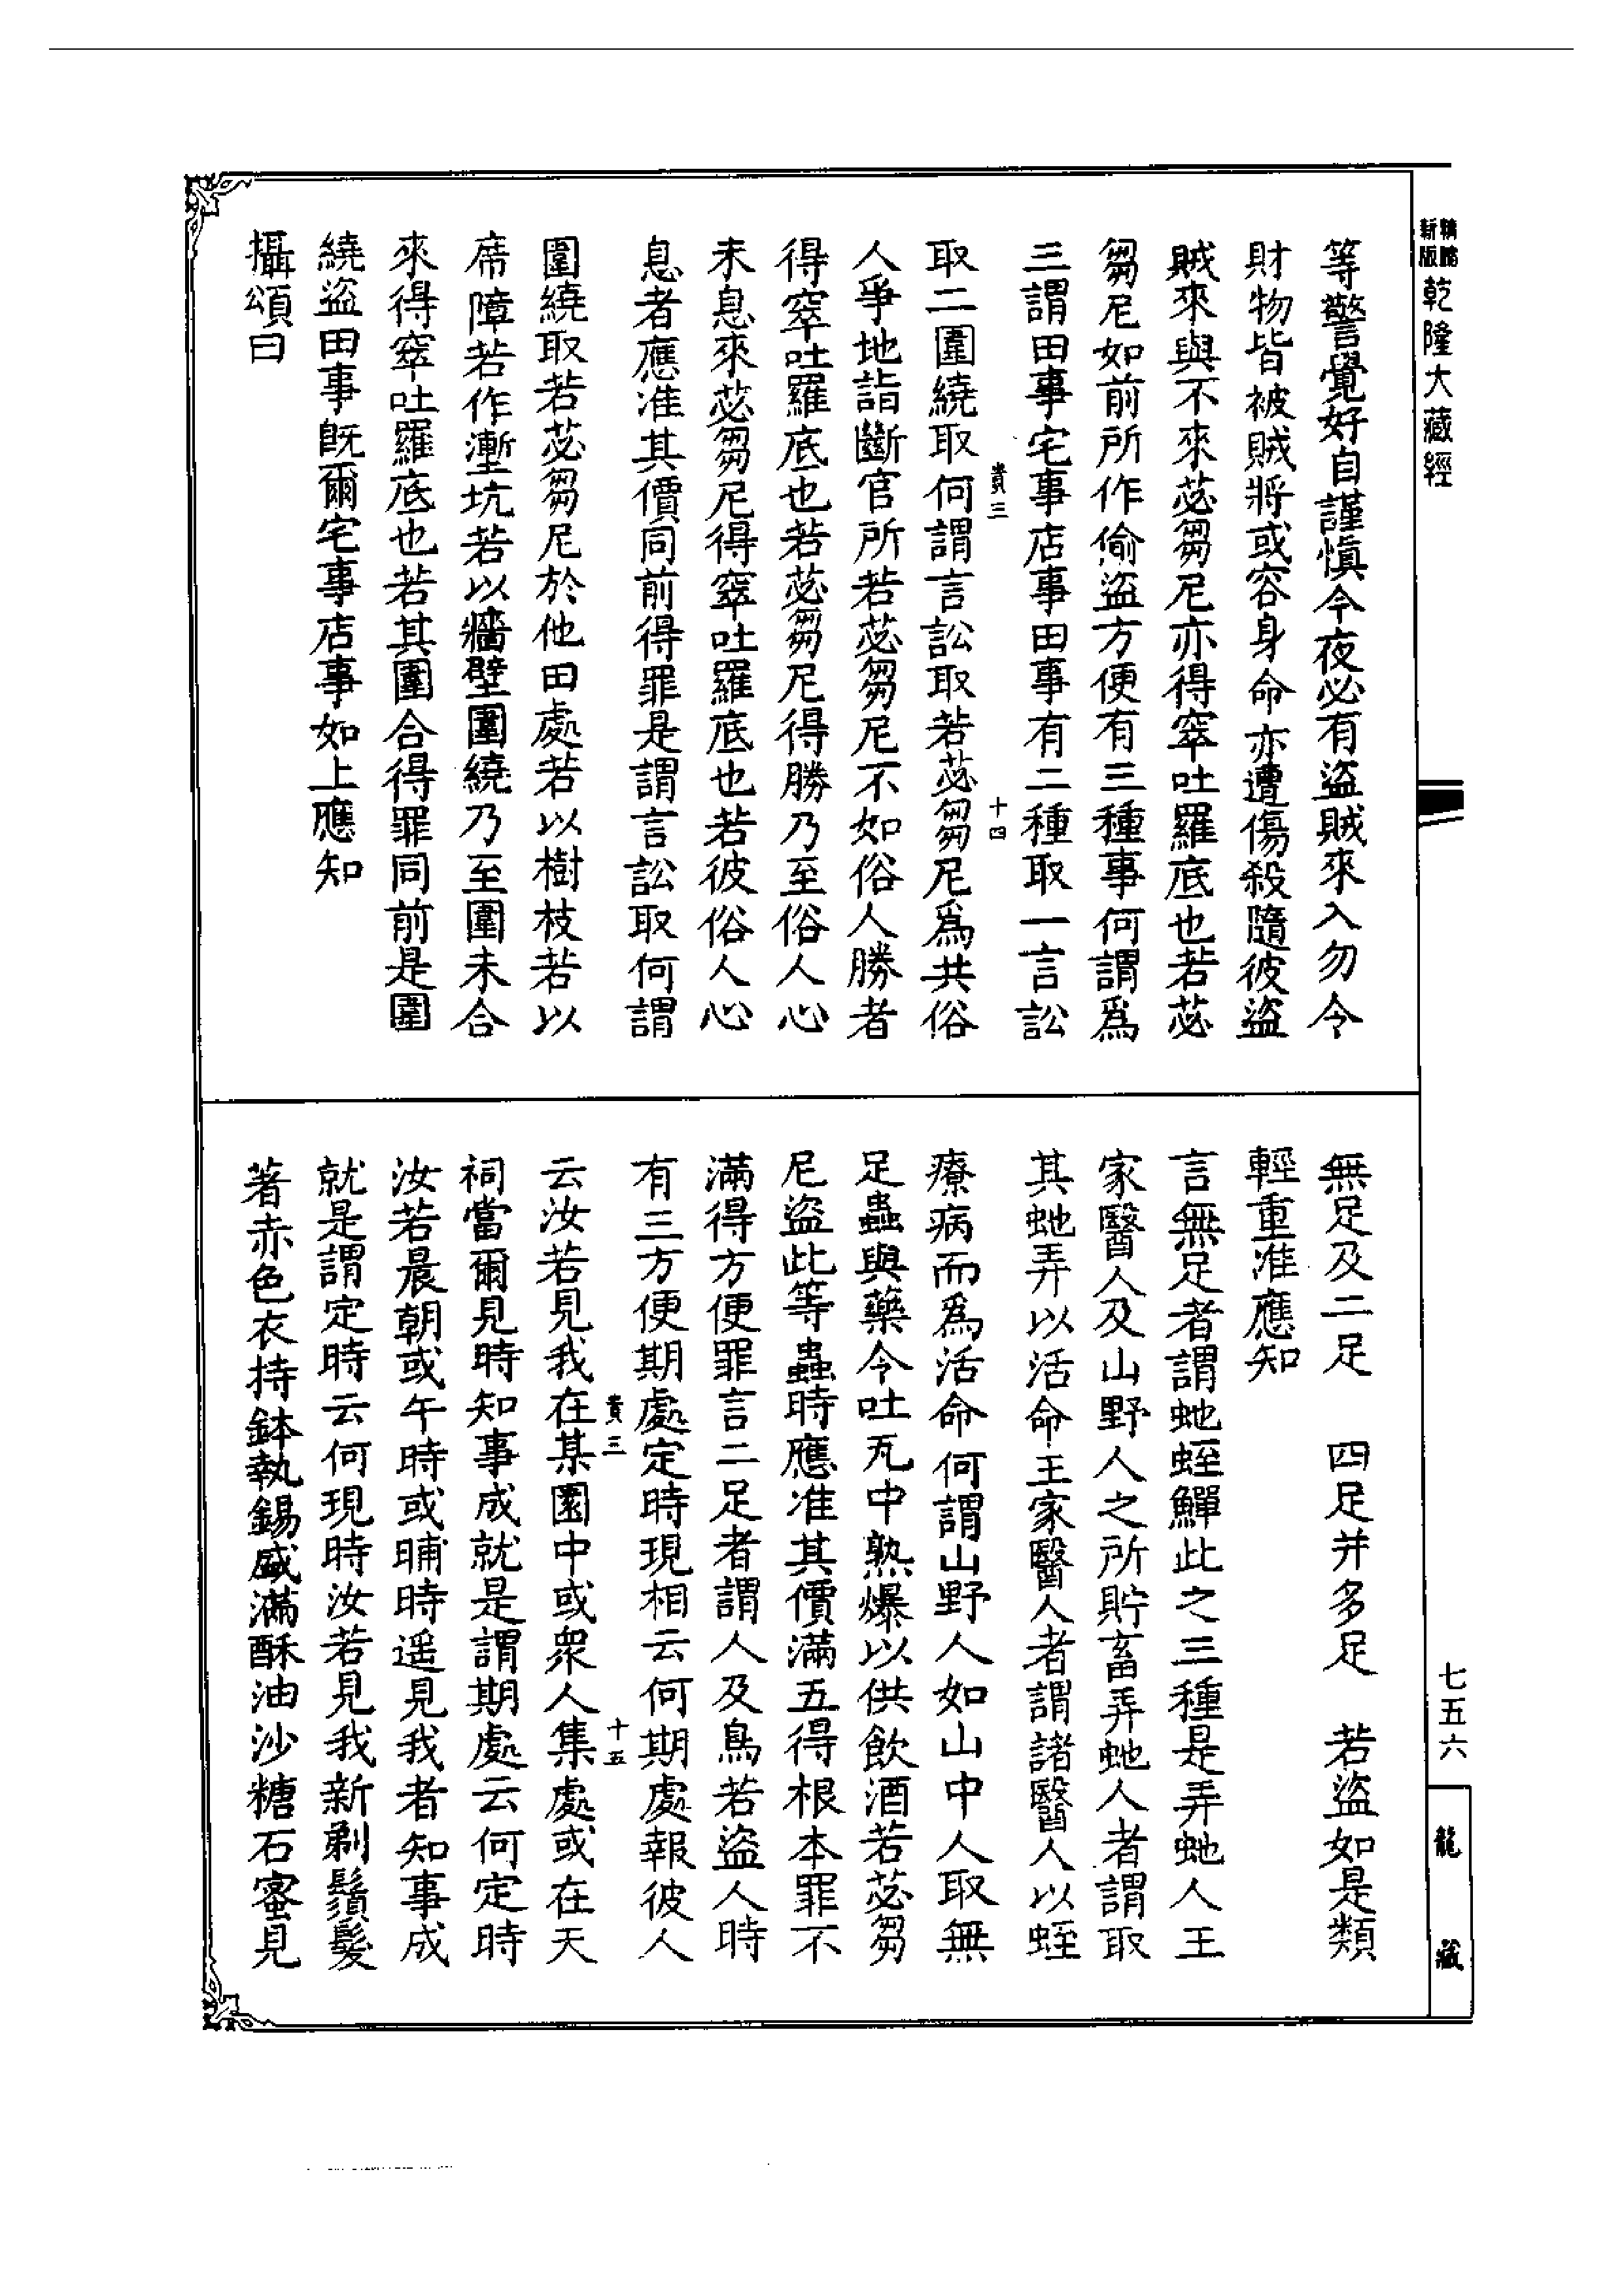 新版精縮乾隆大藏經
等警覺好自謹慎今夜必有盜賊來入勿令
財物皆被賊將或容身命亦遭傷殺隨彼盜
賊來與不來苾芻尼亦得窣吐羅底也若苾
芻尼如前所作偷盜方便有三種事何謂為
三謂田事宅事店事田事有二種取一言訟
貴三 十四
取二圍繞取何謂言訟取若苾芻尼為共俗
人爭地詣斷官所若苾芻尼不如俗人勝者
得窣吐羅底也若苾芻尼得勝乃至俗人心
未息來苾芻尼得窣吐羅底也若彼俗人心
息者應准其價同前得罪是謂言訟取何謂
圍繞取若苾芻尼於他田處若以樹枝若以
席障若作塹坑若以牆壁圍繞乃至圍未合
來得窣吐羅底也若其圍合得罪同前是圍
繞盜田事旣爾宅事店事如上應知
攝頌曰
無足及二足 四足并多足 若盜如是類
輕重准應知
言無足者謂虵蛭鱓此之三種是弄虵人王
家醫人及山野人之所貯畜弄虵人者謂取
其虵弄以活命王家醫人者謂諸醫人以蛭
療病而為活命何謂山野人如山中人取無
足蟲與藥令吐瓦中熟爆以供飲酒若苾芻
尼盜此等蟲時應准其價滿五得根本罪不
滿得方便罪言二足者謂人及鳥若盜人時
有三方便期處定時現相云何期處報彼人
貴三 十五
云汝若見我在某園中或眾人集處或在天
祠當爾見時知事成就是謂期處云何定時
汝若晨朝或午時或晡時遥見我者知事成
就是謂定時云何現時汝若見我新剃鬚髮
著赤色衣持鉢執錫盛滿酥油沙糖石蜜見
七五六
龍藏